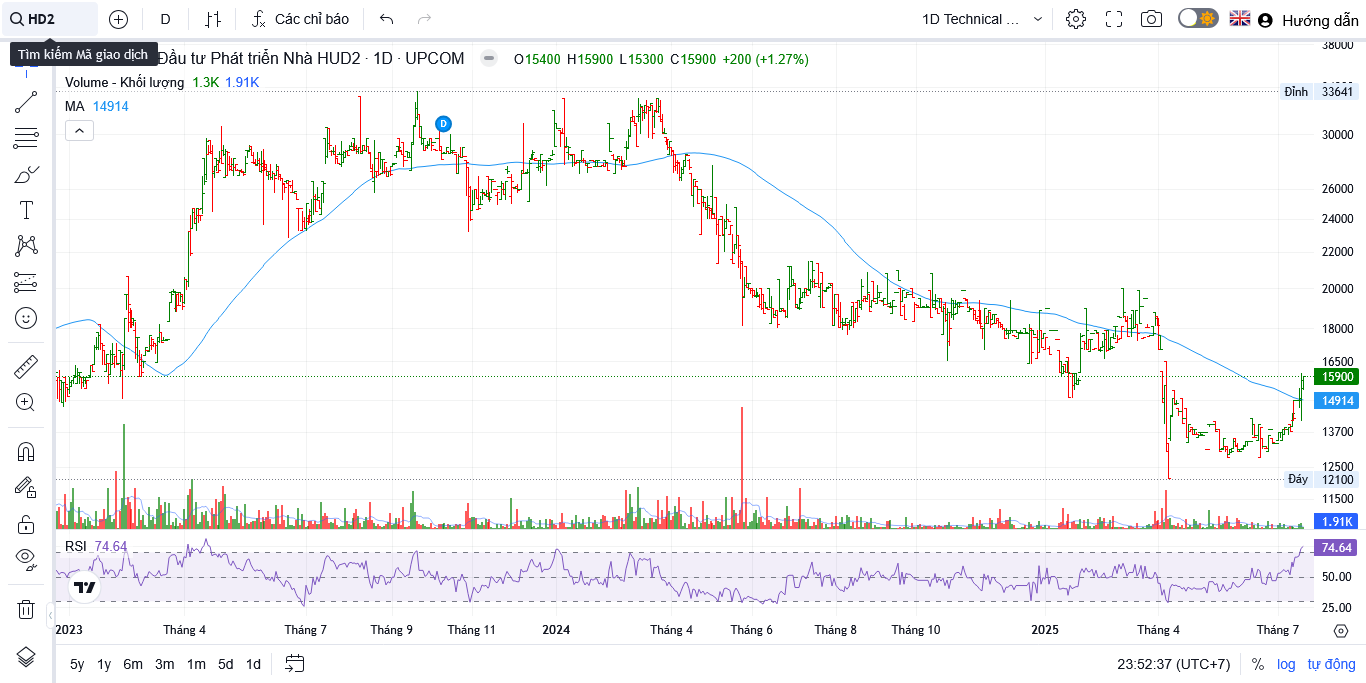 HD2
D
Các chỉ báo
1D Technical ...
Hướng dẫn
Tìm kiếm Mã giao dịch
Đầu tư Phát triển Nhà HUD2 · 1D · UPCOM
O15400 H15900 L15300 C15900 +200 (+1.27%)
Volume - Khối lượng 1.3K 1.91K
MA 14914
D
38000
Đỉnh 33641
30000
26000
24000
22000
20000
18000
16500
15900
14914
13700
12500
Đáy 12100
11500
1.91K
RSI 74.64
74.64
50.00
25.00
2023 Tháng 4 Tháng 7 Tháng 9 Tháng 11 2024 Tháng 4 Tháng 6 Tháng 8 Tháng 10 2025 Tháng 4 Tháng 7
5y 1y 6m 3m 1m 5d 1d
23:52:37 (UTC+7) % log tự động